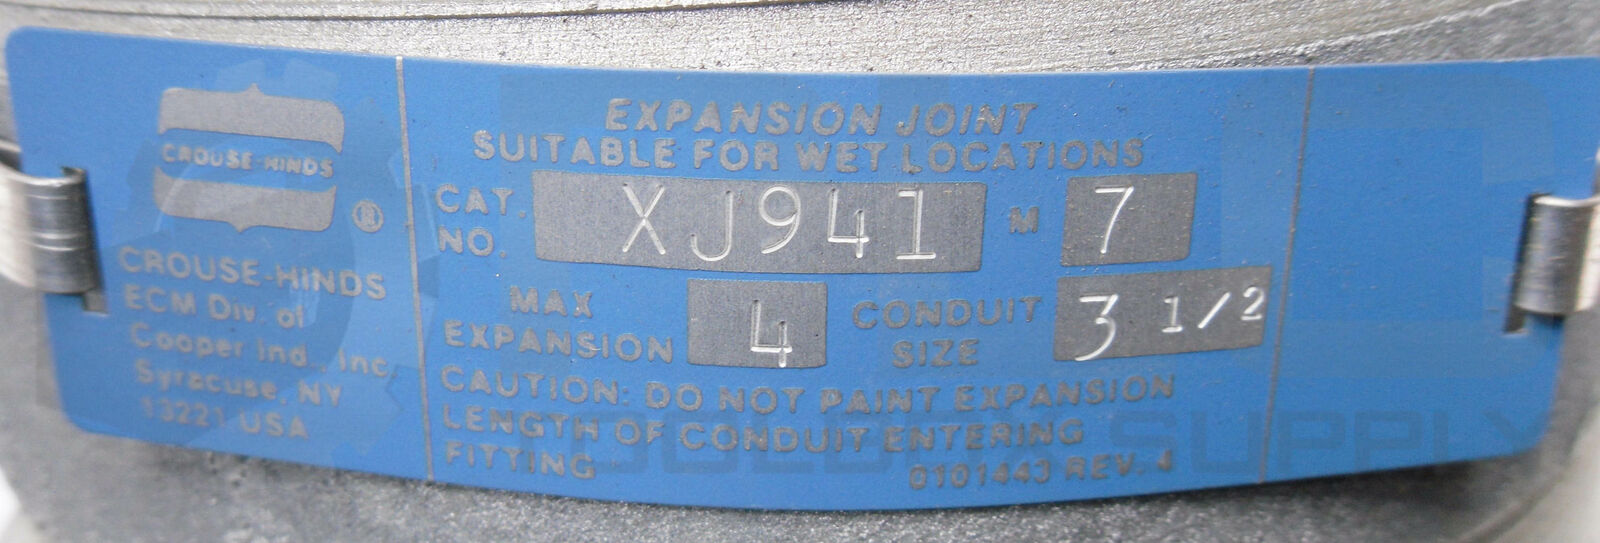 CROUSE-HINDS
®
CROUSE-HINDS
ECM Div. of
Cooper Ind., Inc.
Syracuse, NY
13221 USA
EXPANSION JOINT
SUITABLE FOR WET LOCATIONS
CAT. NO. XJ941 M 7
MAX EXPANSION 4 CONDUIT SIZE 3 1/2
CAUTION: DO NOT PAINT EXPANSION
LENGTH OF CONDUIT ENTERING
FITTING 0101443 REV. 4
SUPPLY